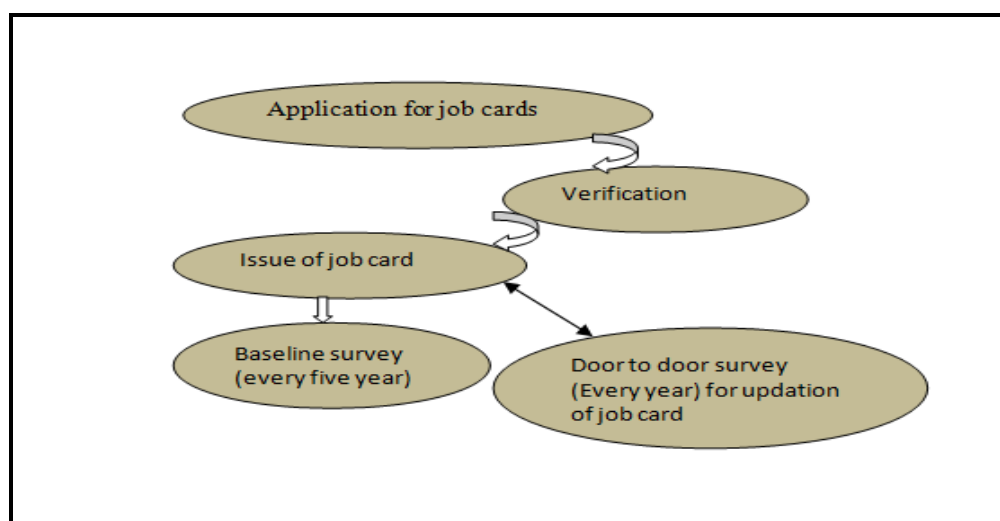 Application for job cards
Verification
Issue of job card
Baseline survey
(every five year)
Door to door survey
(Every year) for updation
of job card